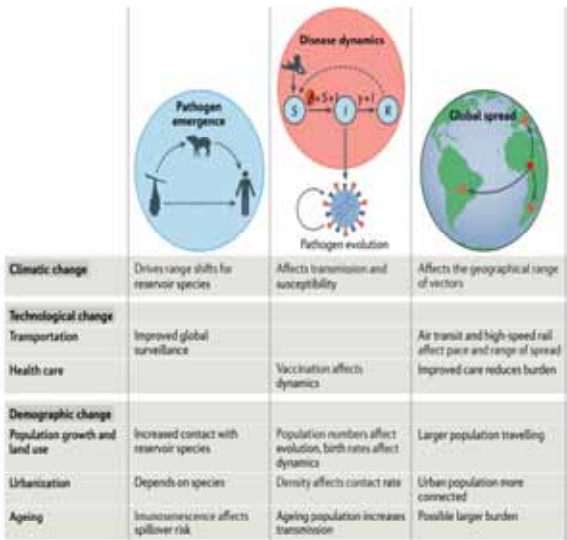 Disease dynamics
Pathogen
emergence
S
β*S*I
I
γ*I
R
Global spread
Pathogen evolution
Climatic change
Drives range shifts for
reservoir species
Affects transmission and
susceptibility
Affects the geographical range
of vectors
Technological change
Transportation
Improved global
surveillance
Air transit and high-speed rail
affect pace and range of spread
Health care
Vaccination affects
dynamics
Improved care reduces burden
Demographic change
Population growth and
land use
Increased contact with
reservoir species
Population numbers affect
evolution, birth rates affect
dynamics
Larger population travelling
Urbanization
Depends on species
Density affects contact rate
Urban population more
connected
Ageing
Imunosenescence affects
spillover risk
Ageing population increases
transmission
Possible larger burden